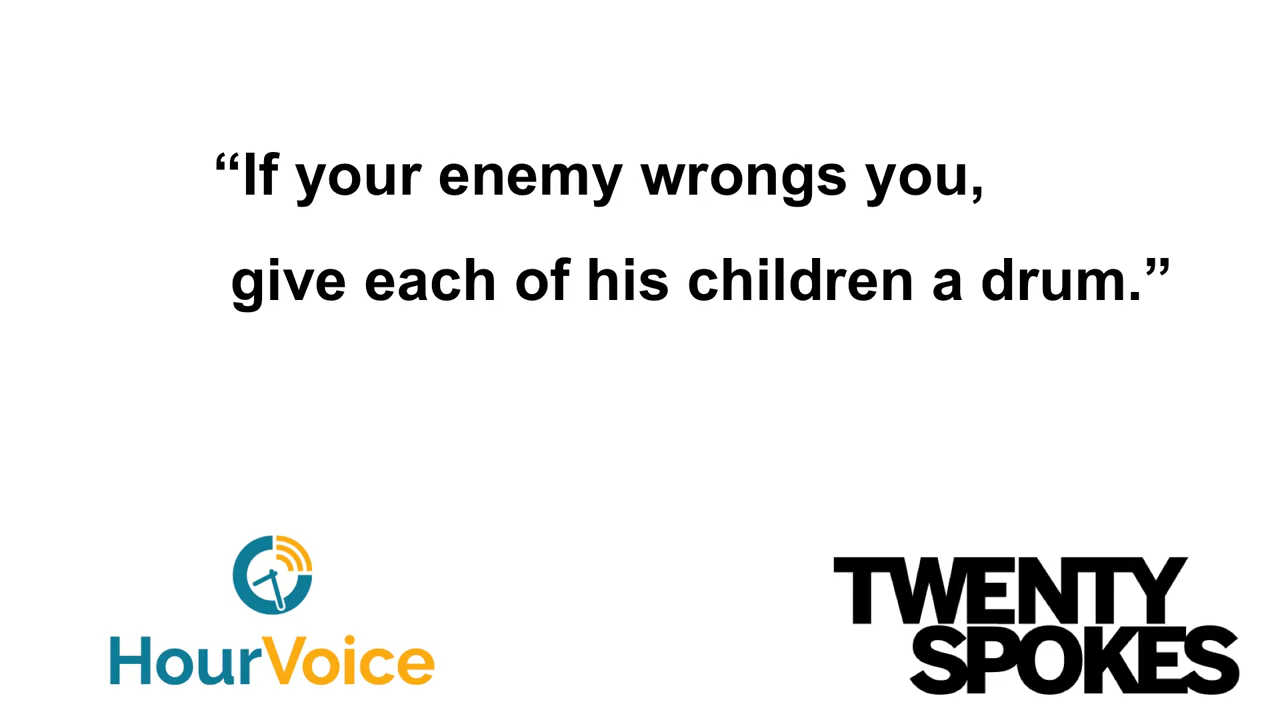 “If your enemy wrongs you,
give each of his children a drum.”
HourVoice
TWENTY
SPOKES